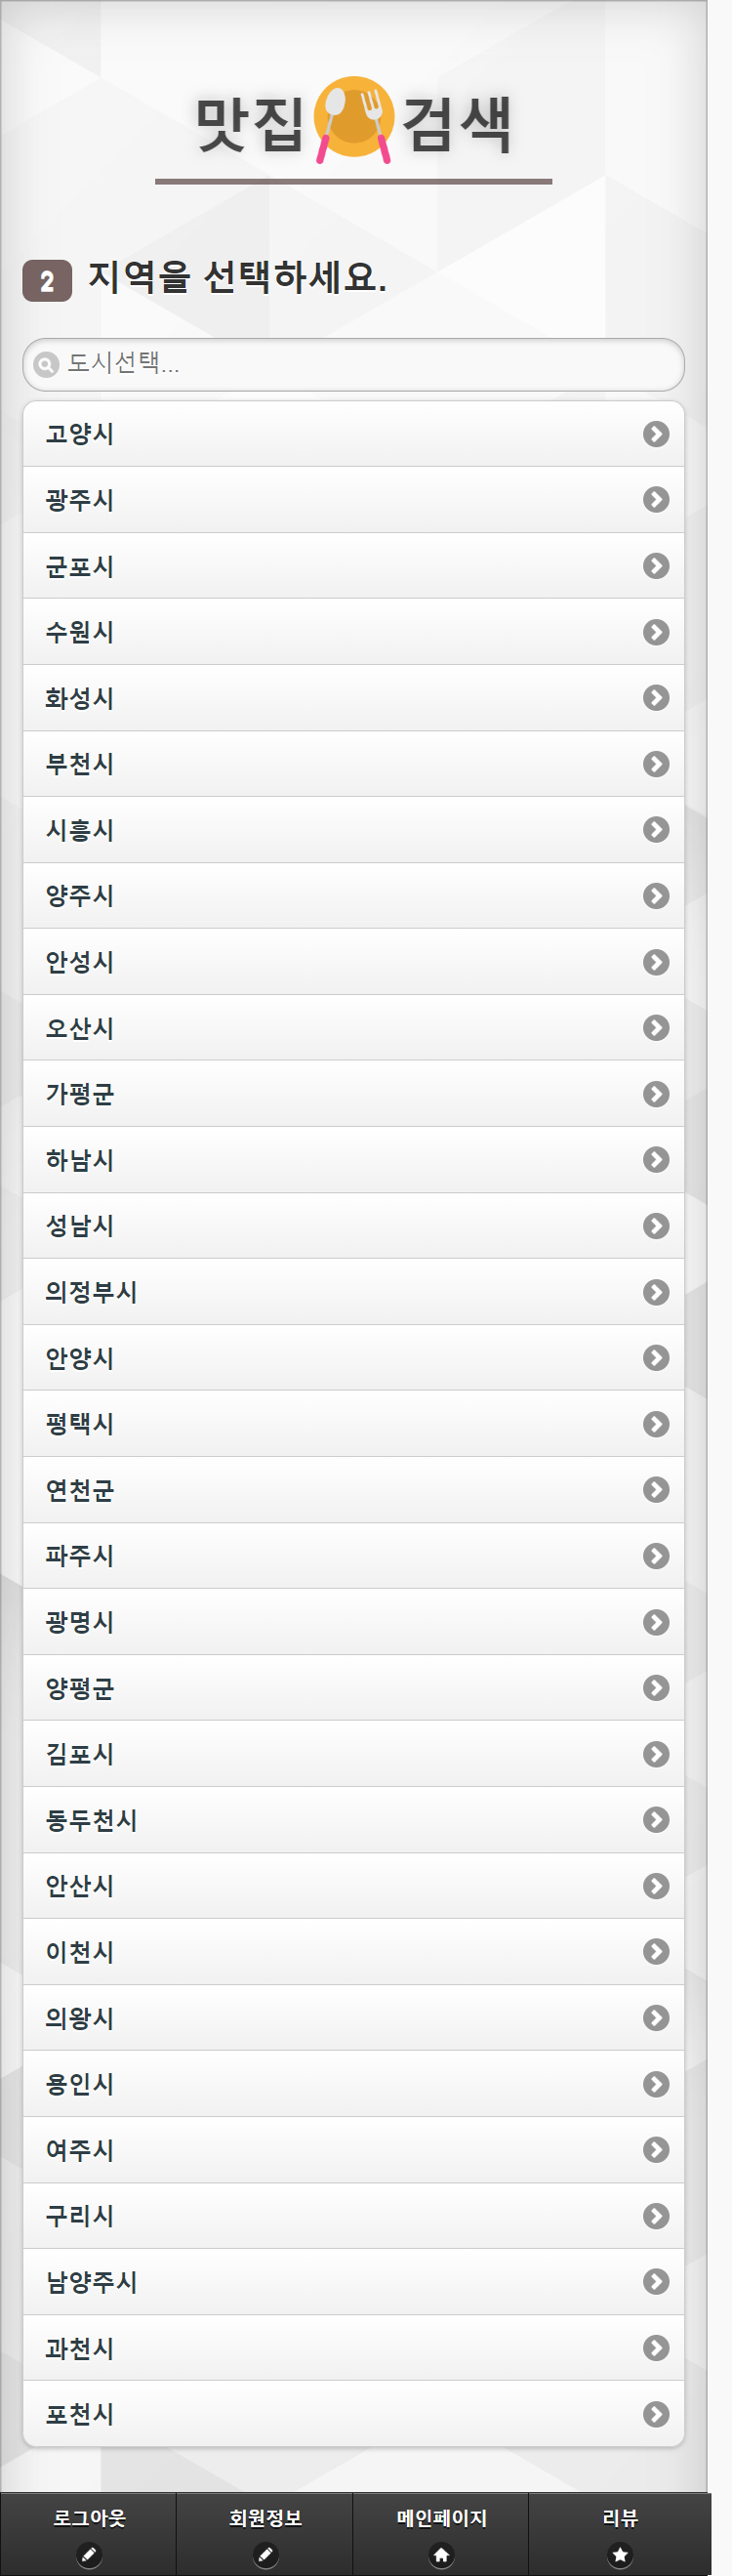 맛집 검색
2 지역을 선택하세요.
도시선택...
고양시
광주시
군포시
수원시
화성시
부천시
시흥시
양주시
안성시
오산시
가평군
하남시
성남시
의정부시
안양시
평택시
연천군
파주시
광명시
양평군
김포시
동두천시
안산시
이천시
의왕시
용인시
여주시
구리시
남양주시
과천시
포천시
로그아웃 회원정보 메인페이지 리뷰